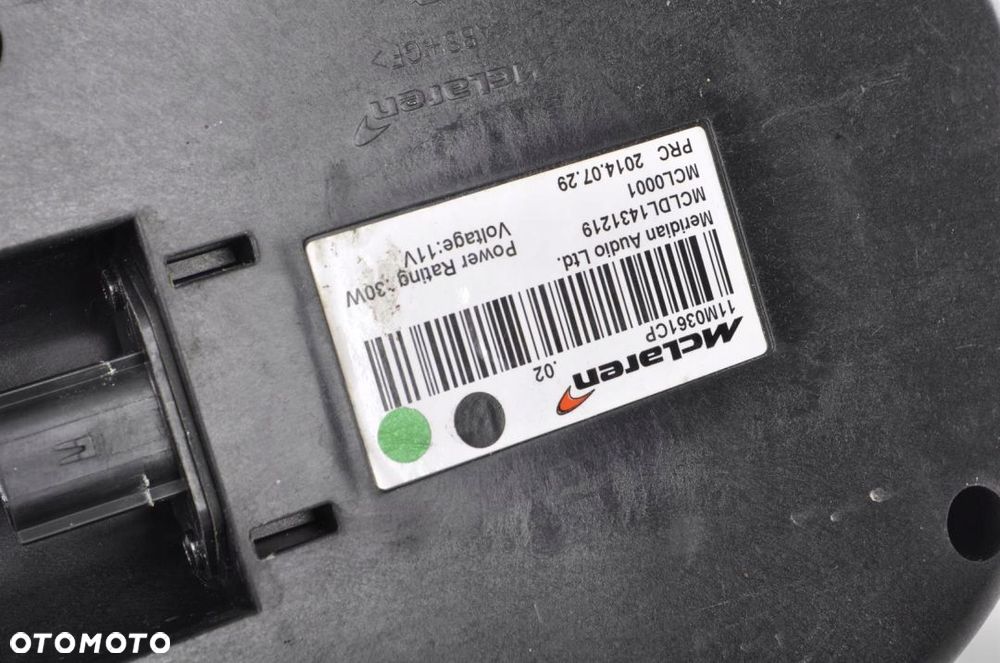 McLaren
11M0361CP .02
Meridian Audio Ltd.
MCLDL1431219
MCL0001
PRC 2014.07.29
Power Rating :30W
Voltage:11V
McLaren
OTOMOTO